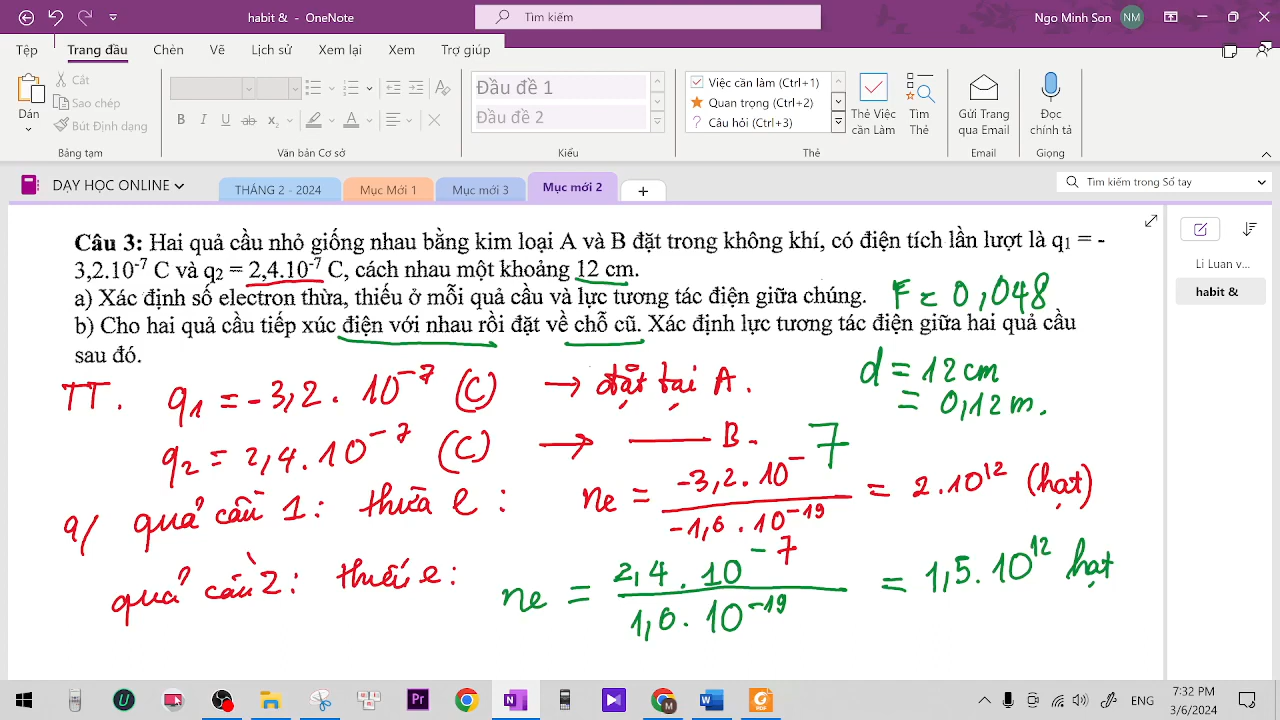 habit & - OneNote
Tìm kiếm
Ngo Minh Son NM
Tệp Trang đầu Chèn Vẽ Lịch sử Xem lại Xem Trợ giúp
Dán
Cắt
Sao chép
Bút Định dạng
Bảng tạm
B I U ab x₂ A
Văn bản Cơ sở
Đầu đề 1
Đầu đề 2
Kiểu
Việc cần làm (Ctrl+1)
Quan trọng (Ctrl+2)
? Câu hỏi (Ctrl+3)
Thẻ Việc cần Làm
Tìm Thẻ
Thẻ
Gửi Trang qua Email
Email
Đọc chính tả
Giọng
DẠY HỌC ONLINE
THÁNG 2 - 2024 Mục Mới 1 Mục mới 3 Mục mới 2 +
Tìm kiếm trong Sổ tay
Li Luan v...
habit &
Câu 3: Hai quả cầu nhỏ giống nhau bằng kim loại A và B đặt trong không khí, có điện tích lần lượt là q₁ = -
3,2.10⁻⁷ C và q₂ = 2,4.10⁻⁷ C, cách nhau một khoảng 12 cm.
a) Xác định số electron thừa, thiếu ở mỗi quả cầu và lực tương tác điện giữa chúng. F = 0,048
b) Cho hai quả cầu tiếp xúc điện với nhau rồi đặt về chỗ cũ. Xác định lực tương tác điện giữa hai quả cầu
sau đó.
d = 12 cm
= 0,12 m.
TT. q₁ = -3,2. 10⁻⁷ (C) → đặt tại A.
q₂ = 2,4.10⁻⁷ (C) → —— B.
a/ quả cầu 1: thừa e: ne = -3,2.10⁻⁷ / -1,6.10⁻¹⁹ = 2.10¹² (hạt)
quả cầu 2: thiếu e: ne = 2,4.10⁻⁷ / 1,6.10⁻¹⁹ = 1,5.10¹² hạt
ENG
7:32 PM
3/6/2024